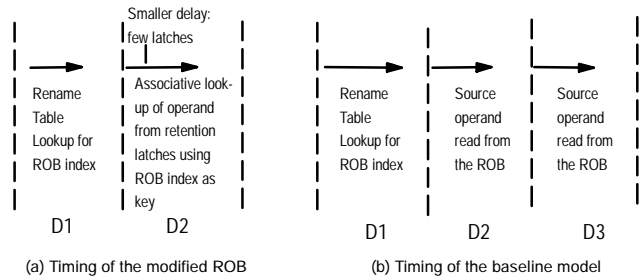 Smaller delay:
few latches
Rename
Table
Lookup for
ROB index
Associative look-
up of operand
from retention
latches using
ROB index as
key
D1
D2
(a) Timing of the modified ROB
Rename
Table
Lookup for
ROB index
Source
operand
read from
the ROB
Source
operand
read from
the ROB
D1
D2
D3
(b) Timing of the baseline model